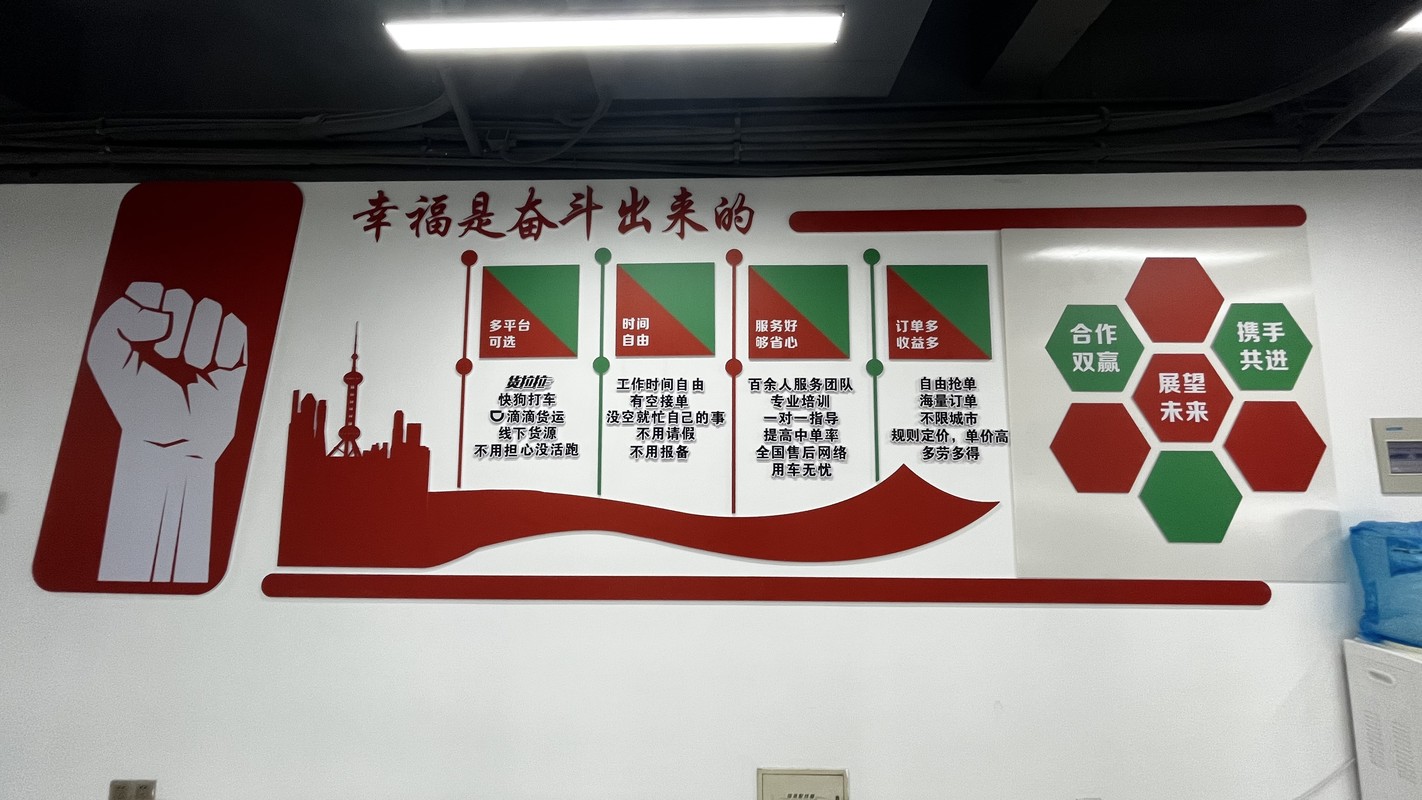 幸福是奋斗出来的
多平台
可选
货拉拉
快狗打车
滴滴货运
线下货源
不用担心没活跑
时间
自由
工作时间自由
有空接单
没空就忙自己的事
不用请假
不用报备
服务好
够省心
百余人服务团队
专业培训
一对一指导
提高中单率
全国售后网络
用车无忧
订单多
收益多
自由抢单
海量订单
不限城市
规则定价，单价高
多劳多得
合作
双赢
展望
未来
携手
共进